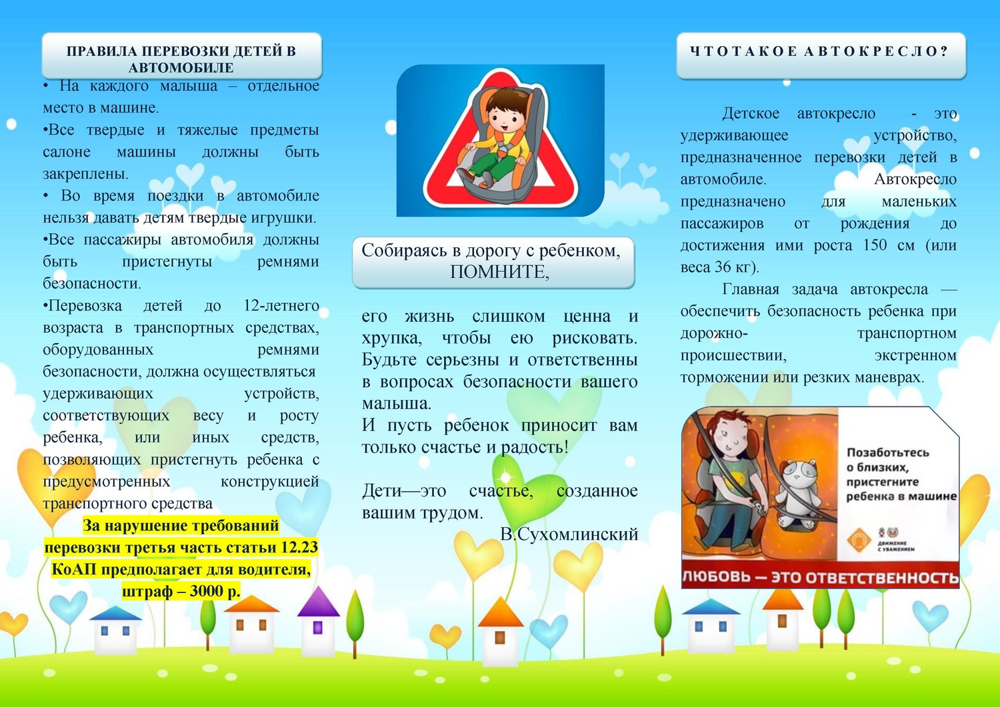 ПРАВИЛА ПЕРЕВОЗКИ ДЕТЕЙ В
АВТОМОБИЛЕ
• На каждого малыша – отдельное
место в машине.
•Все твердые и тяжелые предметы
салоне машины должны быть
закреплены.
• Во время поездки в автомобиле
нельзя давать детям твердые игрушки.
•Все пассажиры автомобиля должны
быть пристегнуты ремнями
безопасности.
•Перевозка детей до 12-летнего
возраста в транспортных средствах,
оборудованных ремнями
безопасности, должна осуществляться
удерживающих устройств,
соответствующих весу и росту
ребенка, или иных средств,
позволяющих пристегнуть ребенка с
предусмотренных конструкцией
транспортного средства
За нарушение требований
перевозки третья часть статьи 12.23
КоАП предполагает для водителя,
штраф – 3000 р.
Собираясь в дорогу с ребенком,
ПОМНИТЕ,
его жизнь слишком ценна и
хрупка, чтобы ею рисковать.
Будьте серьезны и ответственны
в вопросах безопасности вашего
малыша.
И пусть ребенок приносит вам
только счастье и радость!
Дети—это счастье, созданное
вашим трудом.
В.Сухомлинский
Ч Т О Т А К О Е А В Т О К Р Е С Л О ?
Детское автокресло - это
удерживающее устройство,
предназначенное перевозки детей в
автомобиле. Автокресло
предназначено для маленьких
пассажиров от рождения до
достижения ими роста 150 см (или
веса 36 кг).
Главная задача автокресла —
обеспечить безопасность ребенка при
дорожно- транспортном
происшествии, экстренном
торможении или резких маневрах.
Позаботьтесь
о близких,
пристегните
ребенка в машине
ДВИЖЕНИЕ
С УВАЖЕНИЕМ
ЛЮБОВЬ — ЭТО ОТВЕТСТВЕННОСТЬ